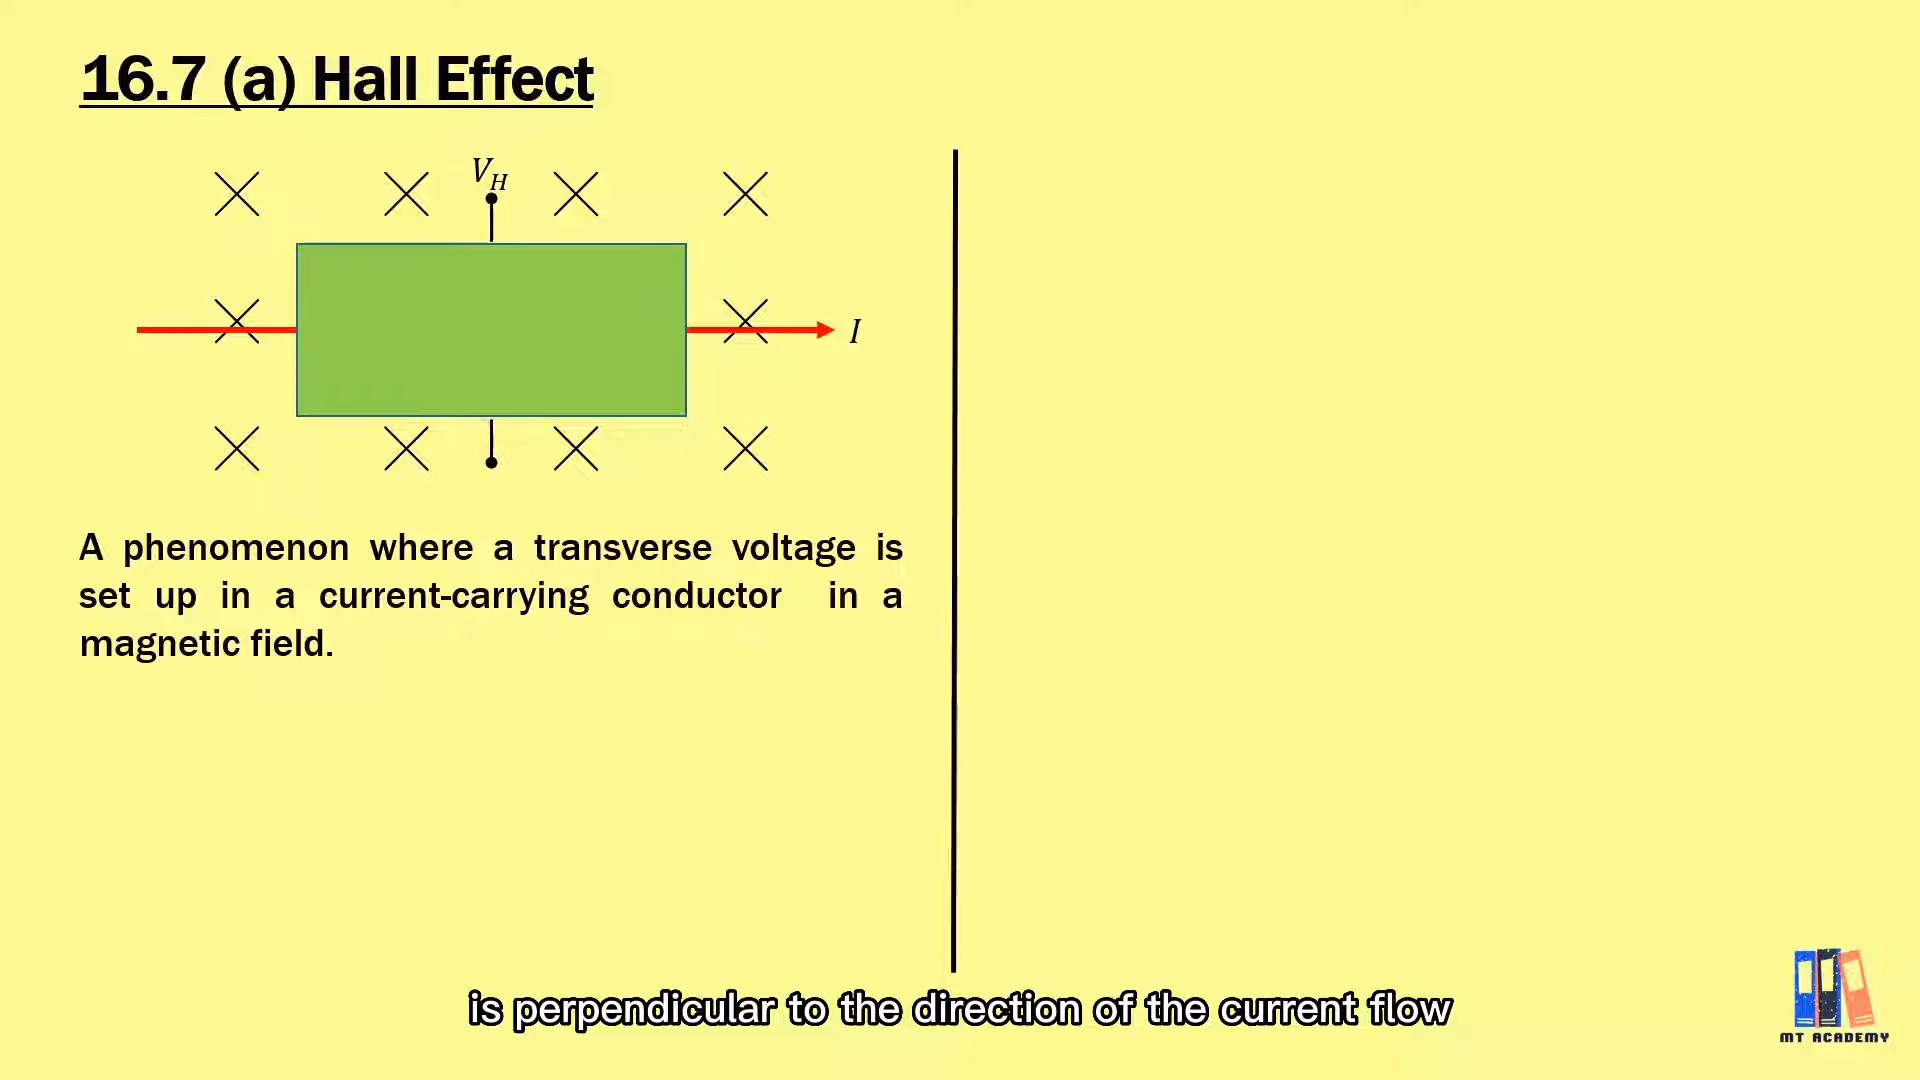 16.7 (a) Hall Effect
V_H
I
A phenomenon where a transverse voltage is
set up in a current-carrying conductor in a
magnetic field.
is perpendicular to the direction of the current flow
MT ACADEMY